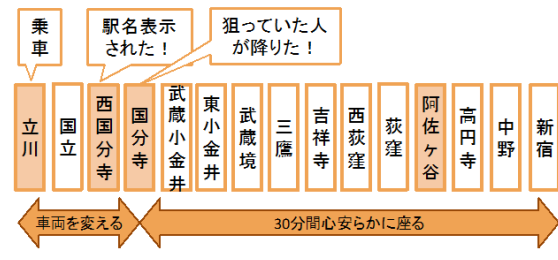 乗車
駅名表示
された！
狙っていた人
が降りた！
立川
国立
西国分寺
国分寺
武蔵小金井
東小金井
武蔵境
三鷹
吉祥寺
西荻窪
荻窪
阿佐ヶ谷
高円寺
中野
新宿
車両を変える
30分間心安らかに座る